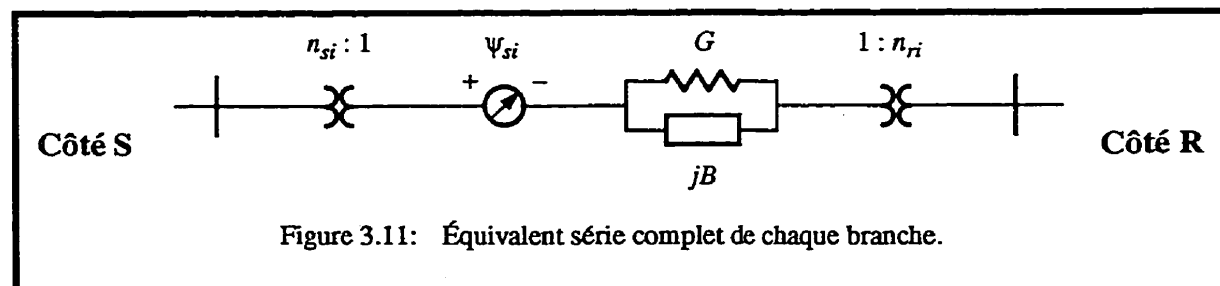 n_si : 1 ψ_si G 1 : n_ri
+ −
Côté S Côté R
jB
Figure 3.11: Équivalent série complet de chaque branche.